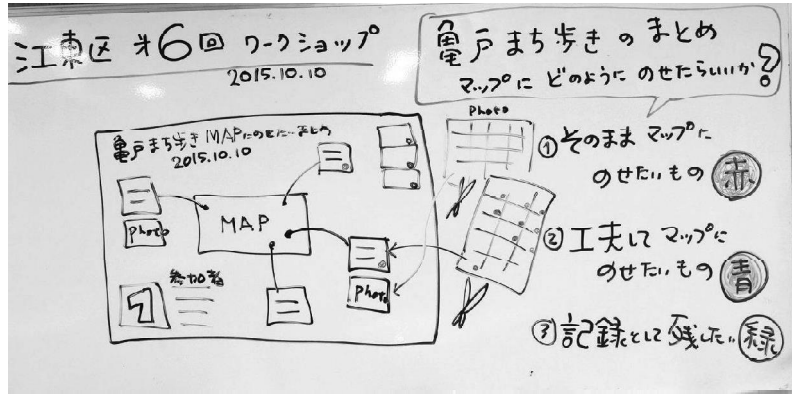 江東区 第6回 ワークショップ
2015.10.10
亀戸まち歩きのまとめ
マップにどのようにのせたらいいか?
亀戸まち歩きMAPにのせたいまとめ
2015.10.10
MAP
photo
photo
参加者
1
Photo
①そのままマップに
のせたいもの 赤
②工夫してマップに
のせたいもの 青
③記録として残したい 緑